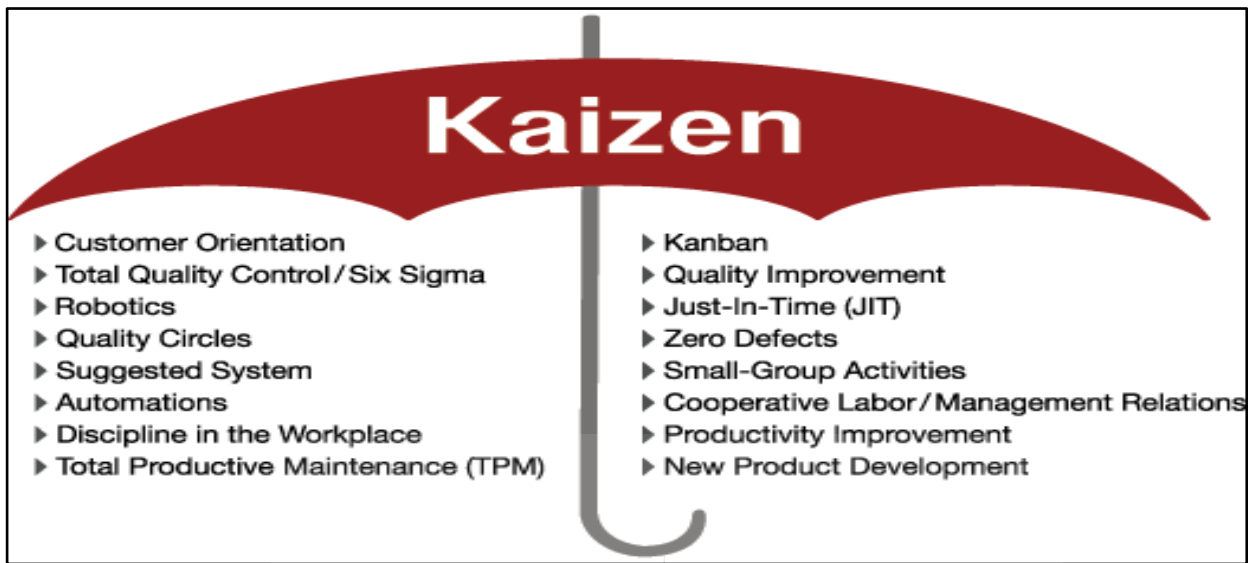 Kaizen
Customer Orientation
Total Quality Control/Six Sigma
Robotics
Quality Circles
Suggested System
Automations
Discipline in the Workplace
Total Productive Maintenance (TPM)
Kanban
Quality Improvement
Just-In-Time (JIT)
Zero Defects
Small-Group Activities
Cooperative Labor/Management Relations
Productivity Improvement
New Product Development